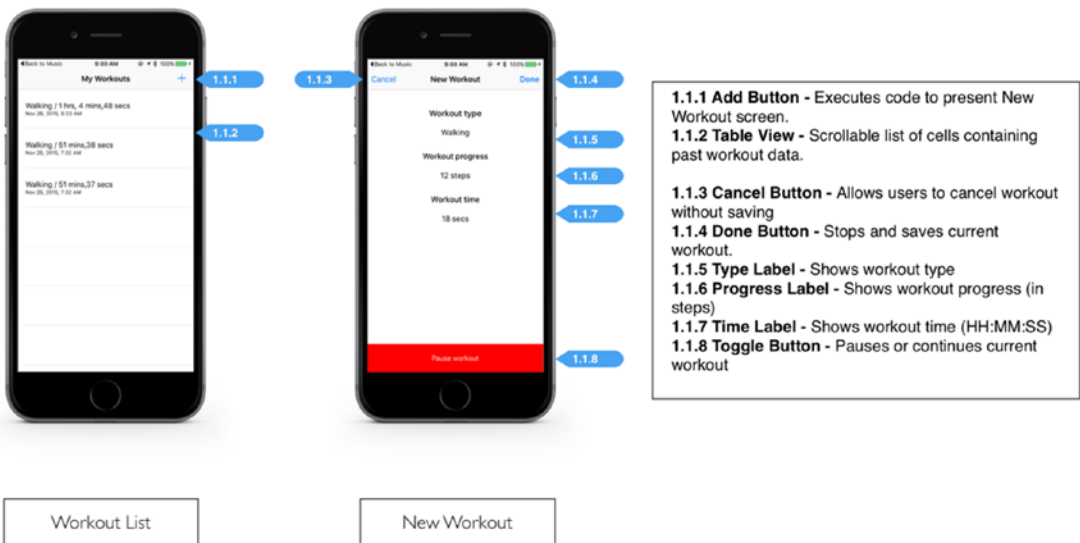 Back to Music 9:00 AM 100%
My Workouts +
1.1.1
Walking / 1 hrs, 4 mins,48 secs
Nov 26, 2015, 8:23 AM
1.1.2
Walking / 51 mins,38 secs
Nov 25, 2015, 7:52 AM
Walking / 51 mins,37 secs
Nov 25, 2015, 7:52 AM
Workout List
1.1.3
Back to Music 9:00 AM 100%
Cancel New Workout Done
1.1.4
Workout type
Walking
1.1.5
Workout progress
12 steps
1.1.6
Workout time
18 secs
1.1.7
Pause workout
1.1.8
New Workout
1.1.1 Add Button - Executes code to present New
Workout screen.
1.1.2 Table View - Scrollable list of cells containing
past workout data.
1.1.3 Cancel Button - Allows users to cancel workout
without saving
1.1.4 Done Button - Stops and saves current
workout.
1.1.5 Type Label - Shows workout type
1.1.6 Progress Label - Shows workout progress (in
steps)
1.1.7 Time Label - Shows workout time (HH:MM:SS)
1.1.8 Toggle Button - Pauses or continues current
workout